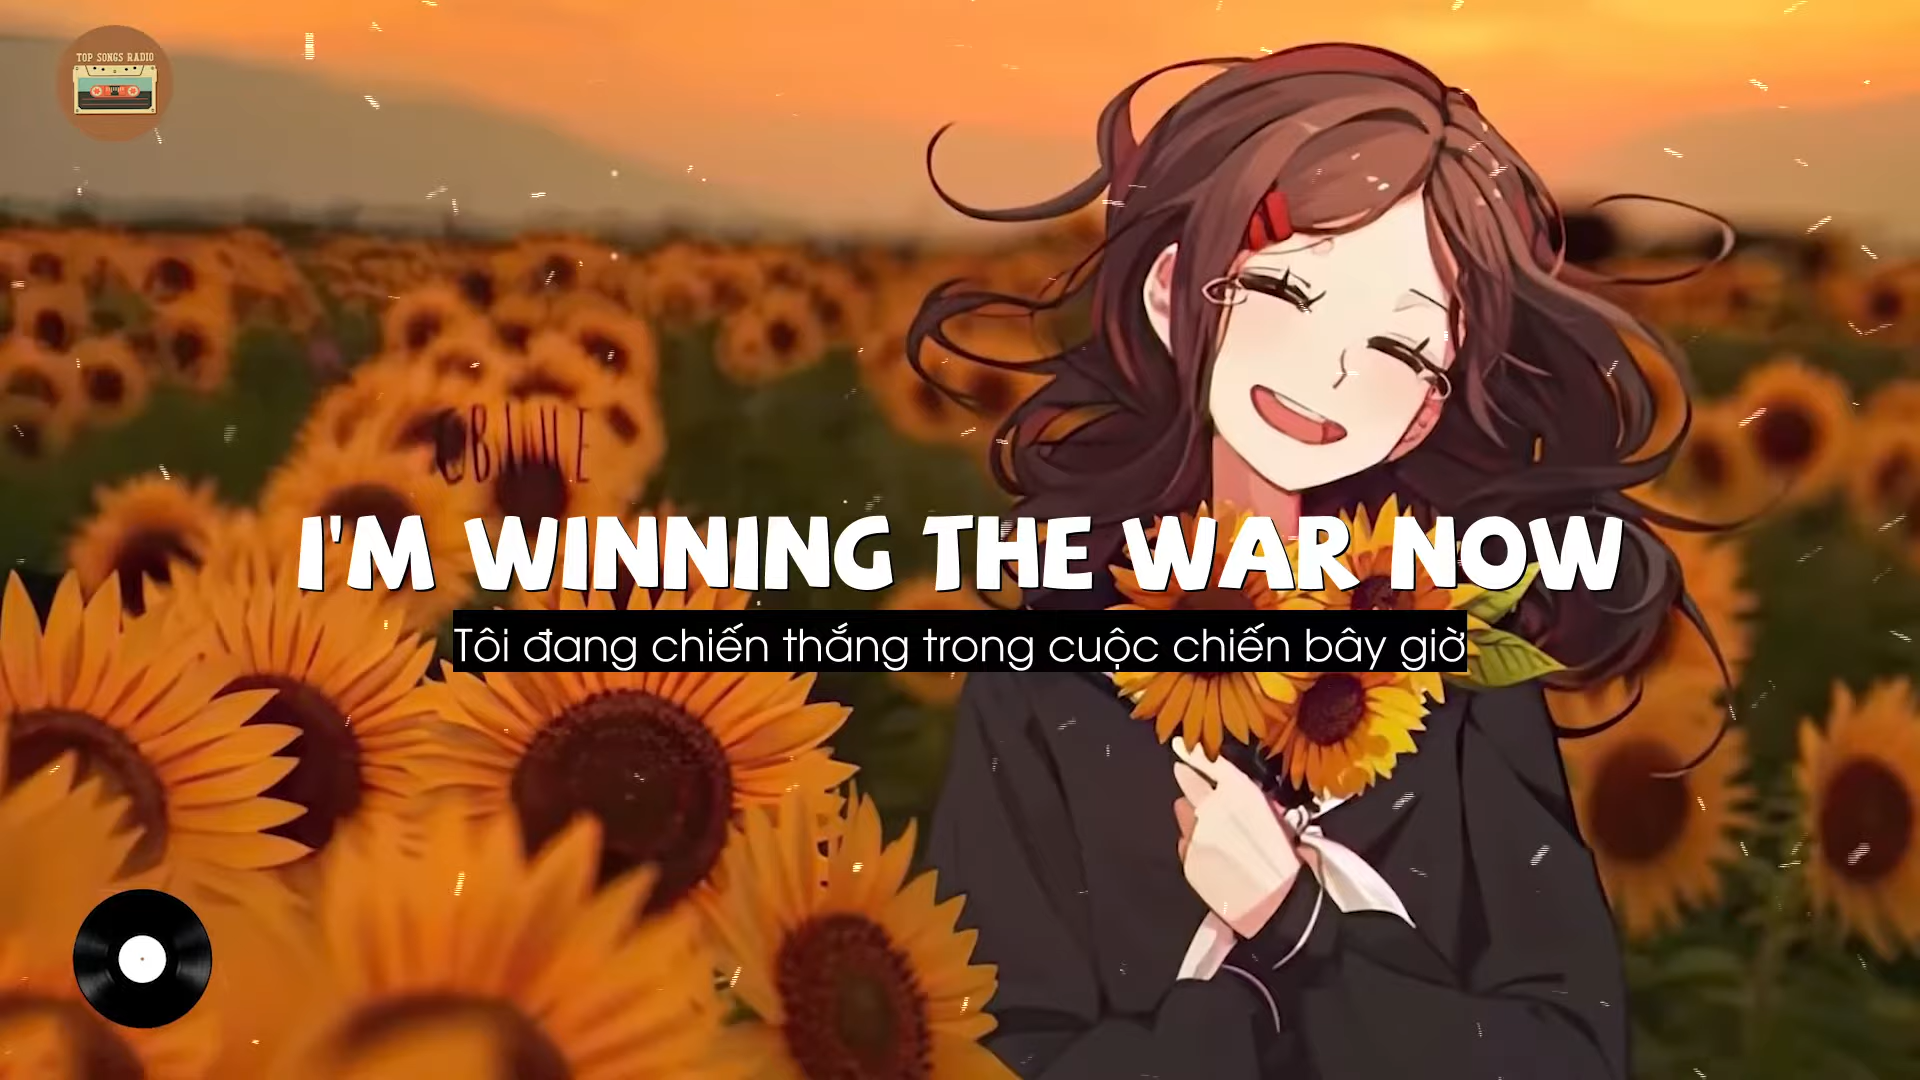 TOP SONGS RADIO
I'M WINNING THE WAR NOW
Tôi đang chiến thắng trong cuộc chiến bây giờ